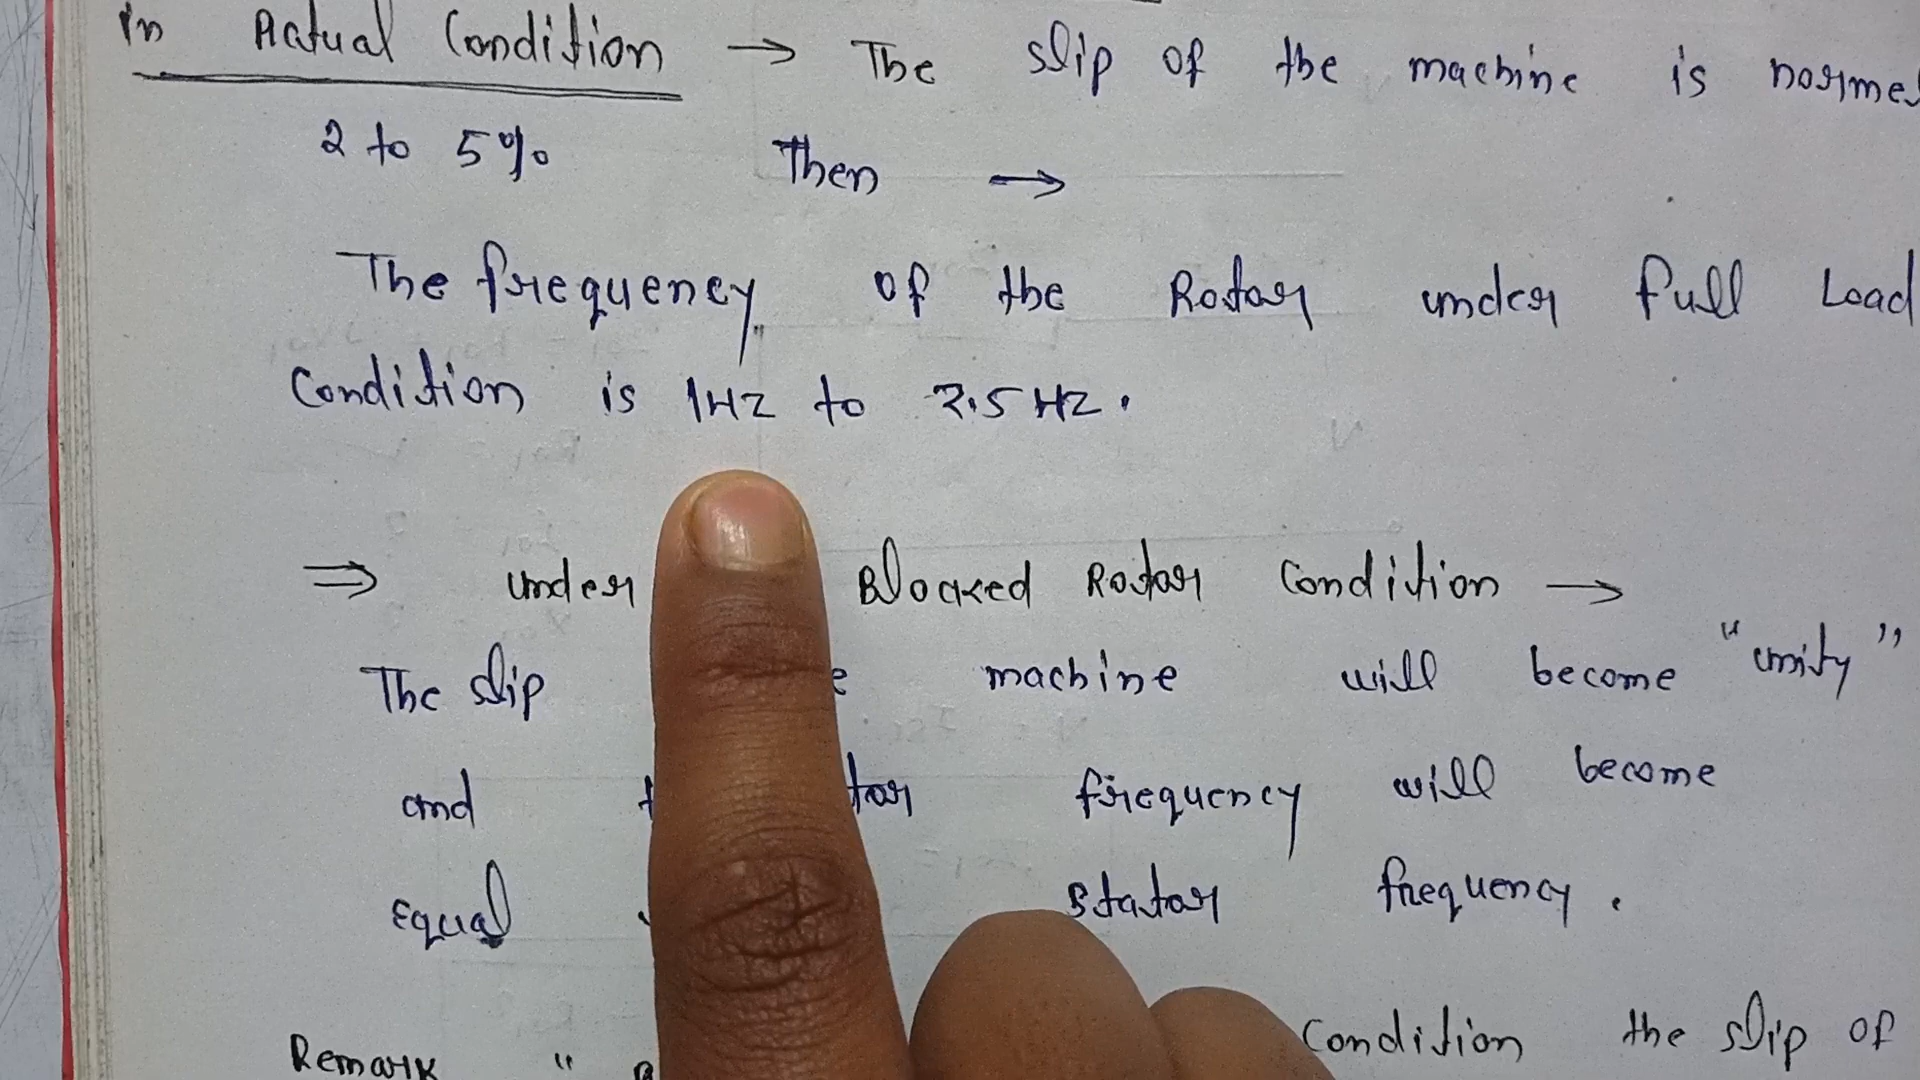 in Actual Condition → The slip of the machine is
2 to 5% Then →
The frequency of the Rotor under full Load
Condition is 1HZ to 2.5 HZ.
⇒ under Blocked Rotor Condition →
The slip machine will become "unity"
and frequency will become
Equal stator frequency.
Remark " Condition the slip of